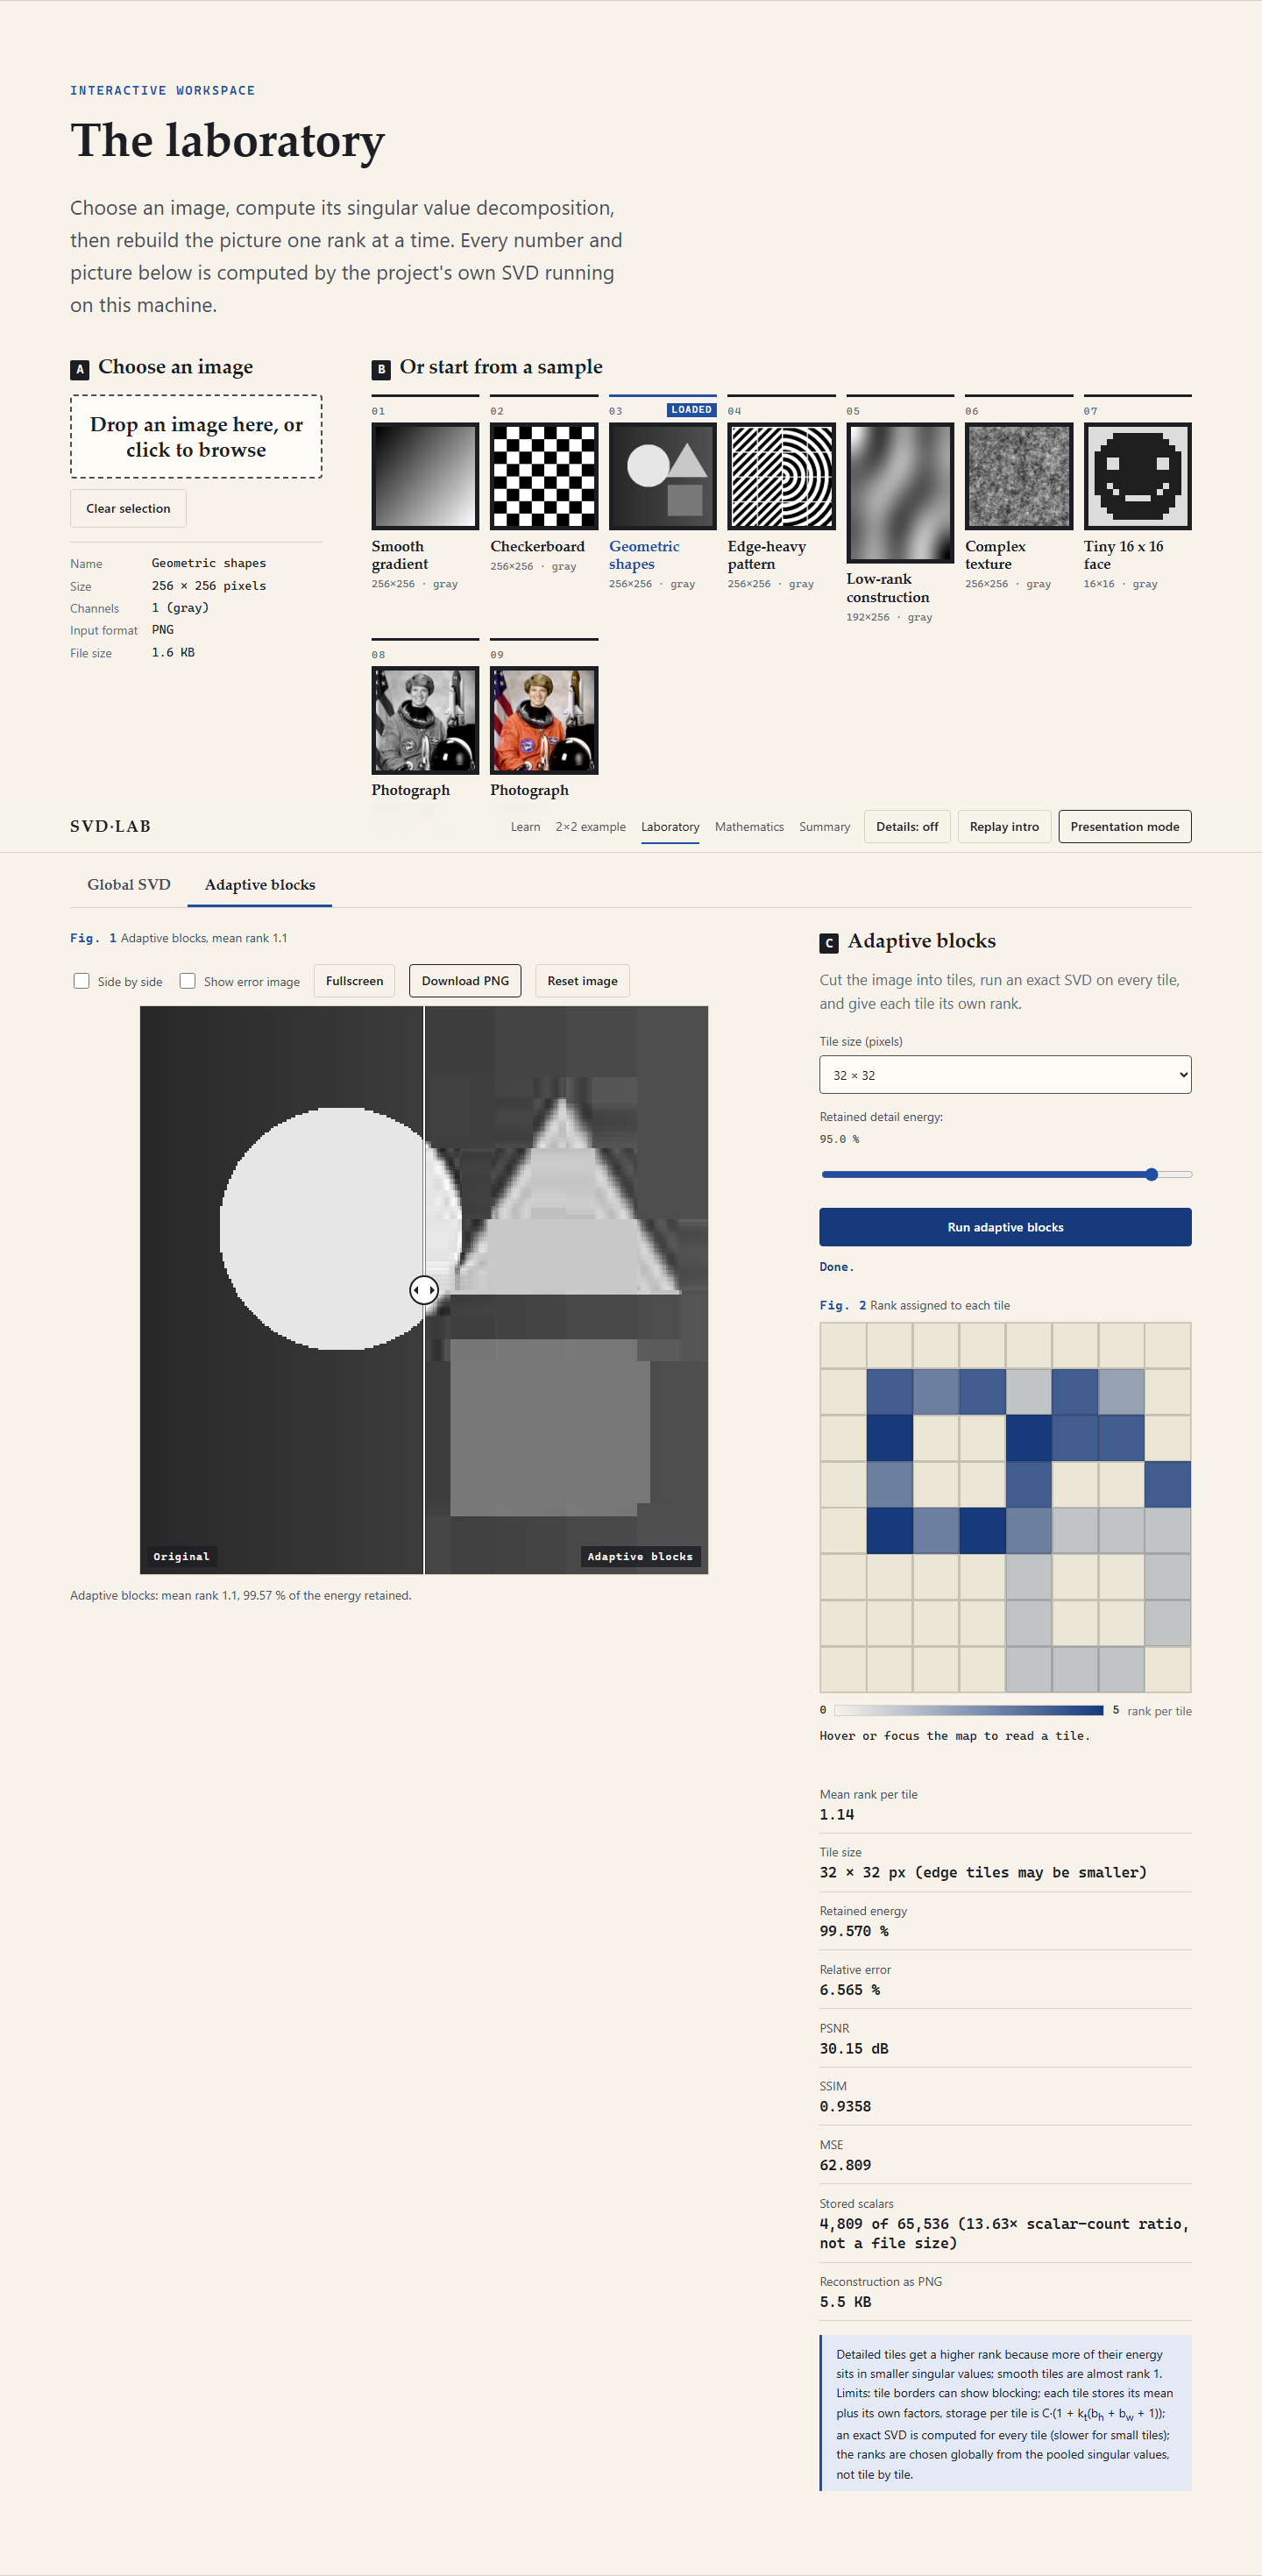 INTERACTIVE WORKSPACE
The laboratory
Choose an image, compute its singular value decomposition,
then rebuild the picture one rank at a time. Every number and
picture below is computed by the project's own SVD running
on this machine.
A Choose an image
Drop an image here, or
click to browse
Clear selection
Name Geometric shapes
Size 256 × 256 pixels
Channels 1 (gray)
Input format PNG
File size 1.6 KB
B Or start from a sample
01
Smooth
gradient
256×256 · gray
02
Checkerboard
256×256 · gray
03 LOADED
Geometric
shapes
256×256 · gray
04
Edge-heavy
pattern
256×256 · gray
05
Low-rank
construction
192×256 · gray
06
Complex
texture
256×256 · gray
07
Tiny 16 x 16
face
16×16 · gray
08
Photograph
09
Photograph
SVD·LAB
Learn 2×2 example Laboratory Mathematics Summary Details: off Replay intro Presentation mode
Global SVD Adaptive blocks
Fig. 1 Adaptive blocks, mean rank 1.1
Side by side Show error image Fullscreen Download PNG Reset image
Original
Adaptive blocks
Adaptive blocks: mean rank 1.1, 99.57 % of the energy retained.
C Adaptive blocks
Cut the image into tiles, run an exact SVD on every tile,
and give each tile its own rank.
Tile size (pixels)
32 × 32
Retained detail energy:
95.0 %
Run adaptive blocks
Done.
Fig. 2 Rank assigned to each tile
0 5 rank per tile
Hover or focus the map to read a tile.
Mean rank per tile
1.14
Tile size
32 × 32 px (edge tiles may be smaller)
Retained energy
99.570 %
Relative error
6.565 %
PSNR
30.15 dB
SSIM
0.9358
MSE
62.809
Stored scalars
4,809 of 65,536 (13.63× scalar-count ratio,
not a file size)
Reconstruction as PNG
5.5 KB
Detailed tiles get a higher rank because more of their energy
sits in smaller singular values; smooth tiles are almost rank 1.
Limits: tile borders can show blocking; each tile stores its mean
plus its own factors, storage per tile is C·(1 + kt(bh + bw + 1));
an exact SVD is computed for every tile (slower for small tiles);
the ranks are chosen globally from the pooled singular values,
not tile by tile.